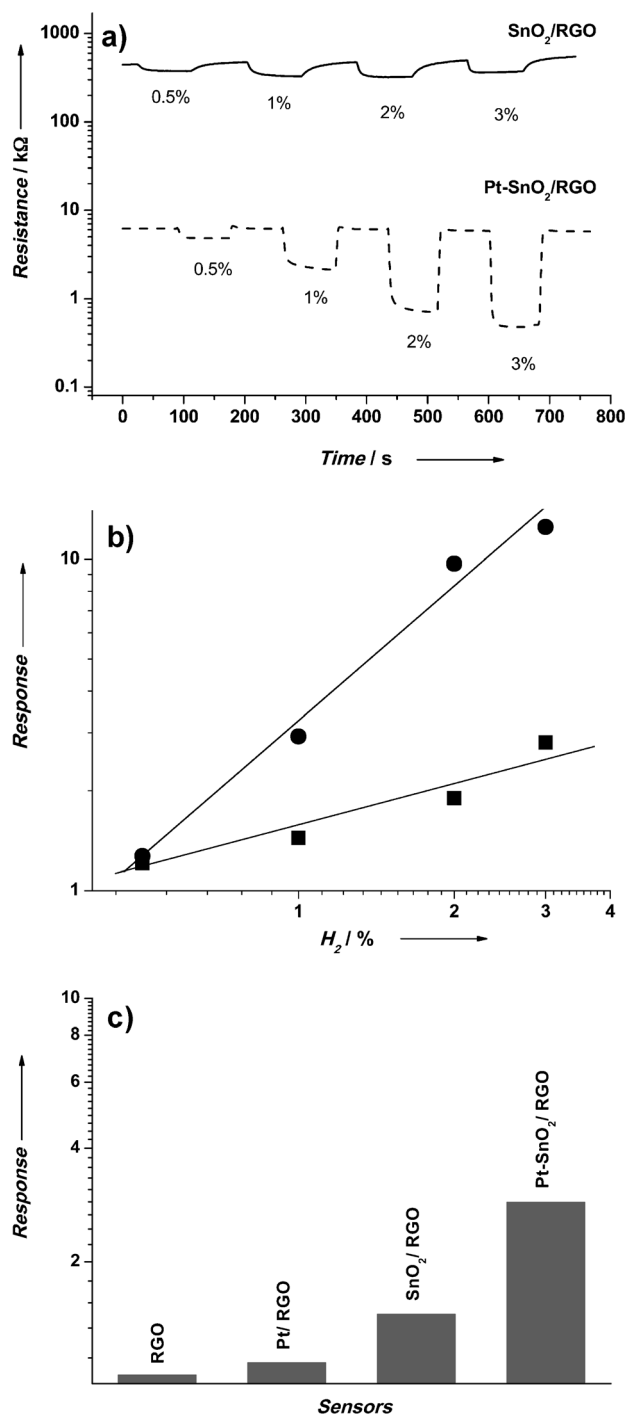 a)
SnO2/RGO
1000
100
10
1
0.1
Resistance / kΩ
0.5%
1%
2%
3%
Pt-SnO2/RGO
0.5%
1%
2%
3%
0 100 200 300 400 500 600 700 800
Time / s
b)
10
1
Response
1 2 3 4
H2 / %
c)
10
8
6
4
2
Response
RGO
Pt/ RGO
SnO2/ RGO
Pt-SnO2/ RGO
Sensors